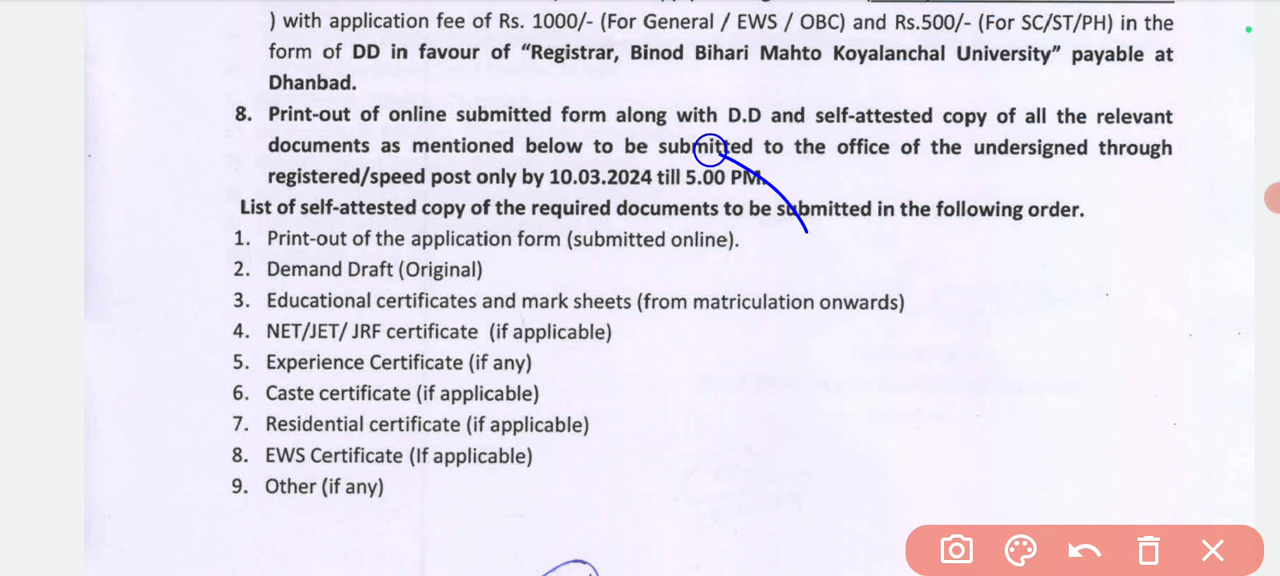 ) with application fee of Rs. 1000/- (For General / EWS / OBC) and Rs.500/- (For SC/ST/PH) in the
form of DD in favour of “Registrar, Binod Bihari Mahto Koyalanchal University” payable at
Dhanbad.
8. Print-out of online submitted form along with D.D and self-attested copy of all the relevant
documents as mentioned below to be submitted to the office of the undersigned through
registered/speed post only by 10.03.2024 till 5.00 PM.
List of self-attested copy of the required documents to be submitted in the following order.
1. Print-out of the application form (submitted online).
2. Demand Draft (Original)
3. Educational certificates and mark sheets (from matriculation onwards)
4. NET/JET/ JRF certificate (if applicable)
5. Experience Certificate (if any)
6. Caste certificate (if applicable)
7. Residential certificate (if applicable)
8. EWS Certificate (If applicable)
9. Other (if any)